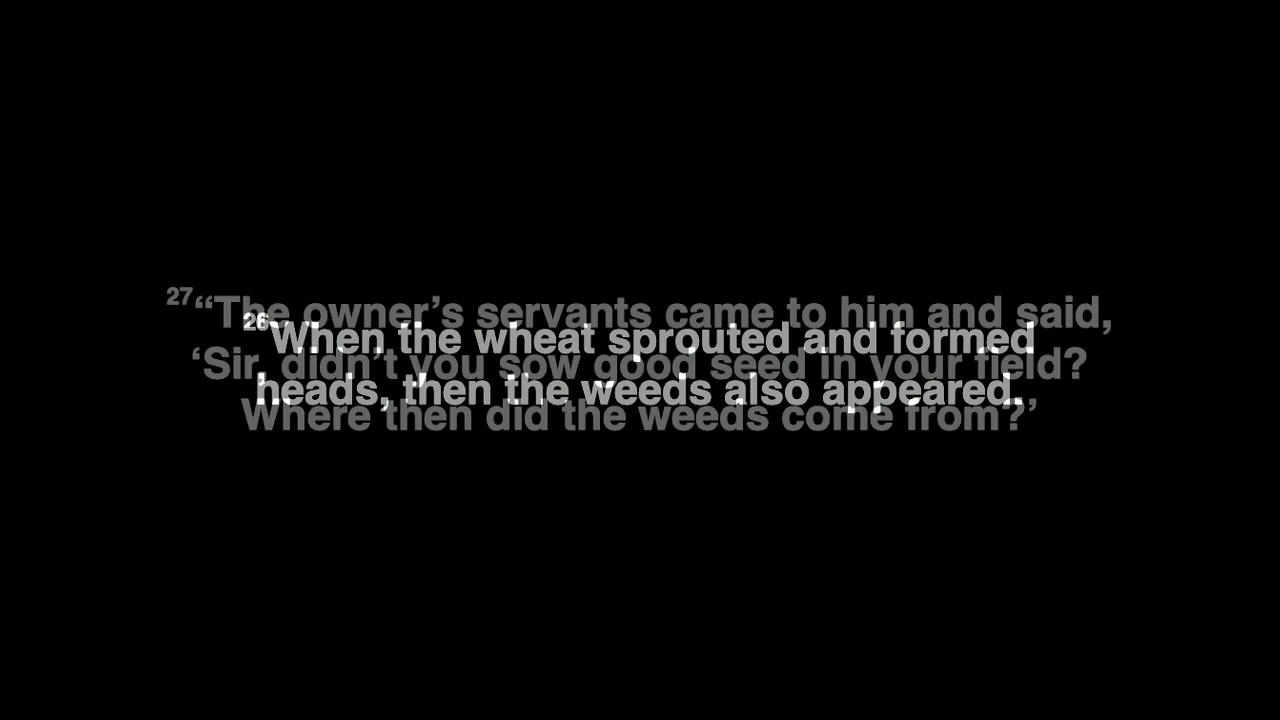 27“The owner’s servants came to him and said,
26When the wheat sprouted and formed
‘Sir, didn’t you sow good seed in your field?
heads, then the weeds also appeared.
Where then did the weeds come from?’